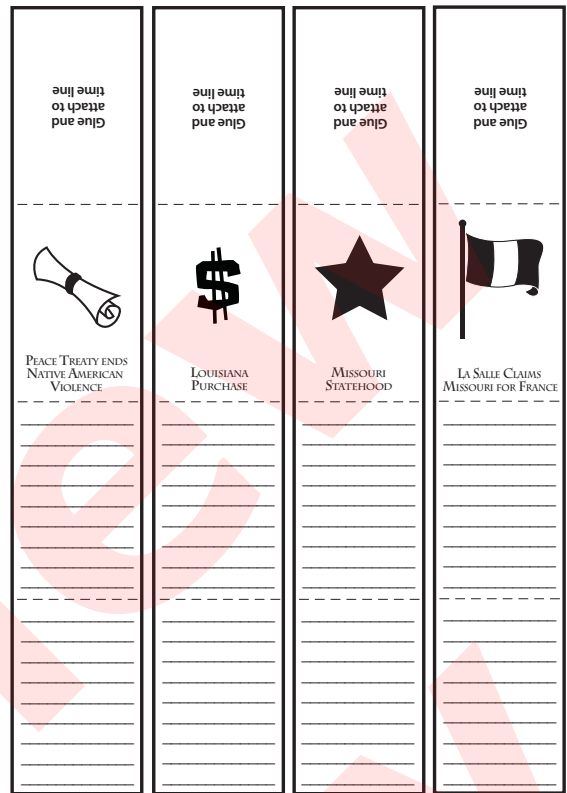 Glue and
attach to
time line
Glue and
attach to
time line
Glue and
attach to
time line
Glue and
attach to
time line
PEACE TREATY ENDS
NATIVE AMERICAN
VIOLENCE
LOUISIANA
PURCHASE
MISSOURI
STATEHOOD
LA SALLE CLAIMS
MISSOURI FOR FRANCE